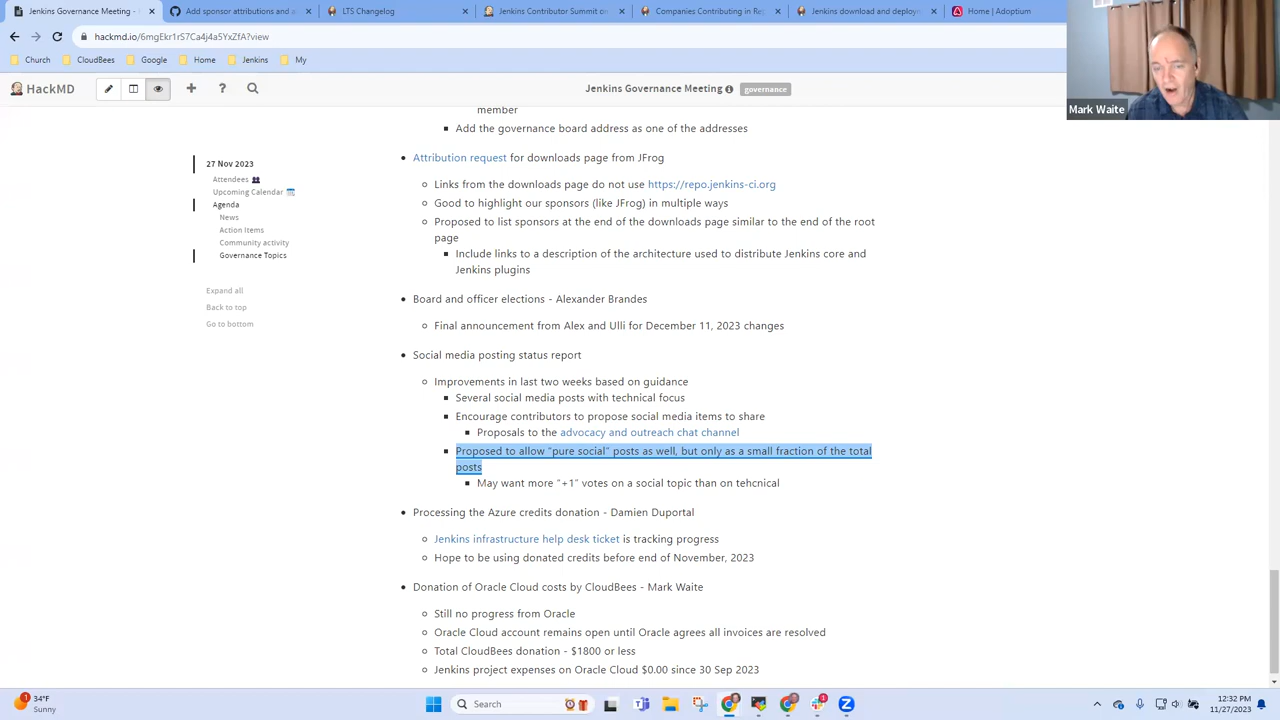 Jenkins Governance Meeting -
Add sponsor attributions and a
LTS Changelog
Jenkins Contributor Summit on
Companies Contributing in Rep
Jenkins download and deploym
Home | Adoptium
hackmd.io/6mgEkr1rS7Ca4j4a5YxZfA?view
Church
CloudBees
Google
Home
Jenkins
My
HackMD
Jenkins Governance Meeting
governance
Mark Waite
27 Nov 2023
Attendees
Upcoming Calendar
Agenda
News
Action Items
Community activity
Governance Topics
Expand all
Back to top
Go to bottom
member
Add the governance board address as one of the addresses
Attribution request for downloads page from JFrog
Links from the downloads page do not use https://repo.jenkins-ci.org
Good to highlight our sponsors (like JFrog) in multiple ways
Proposed to list sponsors at the end of the downloads page similar to the end of the root
page
Include links to a description of the architecture used to distribute Jenkins core and
Jenkins plugins
Board and officer elections - Alexander Brandes
Final announcement from Alex and Ulli for December 11, 2023 changes
Social media posting status report
Improvements in last two weeks based on guidance
Several social media posts with technical focus
Encourage contributors to propose social media items to share
Proposals to the advocacy and outreach chat channel
Proposed to allow "pure social" posts as well, but only as a small fraction of the total
posts
May want more "+1" votes on a social topic than on tehcnical
Processing the Azure credits donation - Damien Duportal
Jenkins infrastructure help desk ticket is tracking progress
Hope to be using donated credits before end of November, 2023
Donation of Oracle Cloud costs by CloudBees - Mark Waite
Still no progress from Oracle
Oracle Cloud account remains open until Oracle agrees all invoices are resolved
Total CloudBees donation - $1800 or less
Jenkins project expenses on Oracle Cloud $0.00 since 30 Sep 2023
34°F
Sunny
Search
12:32 PM
11/27/2023